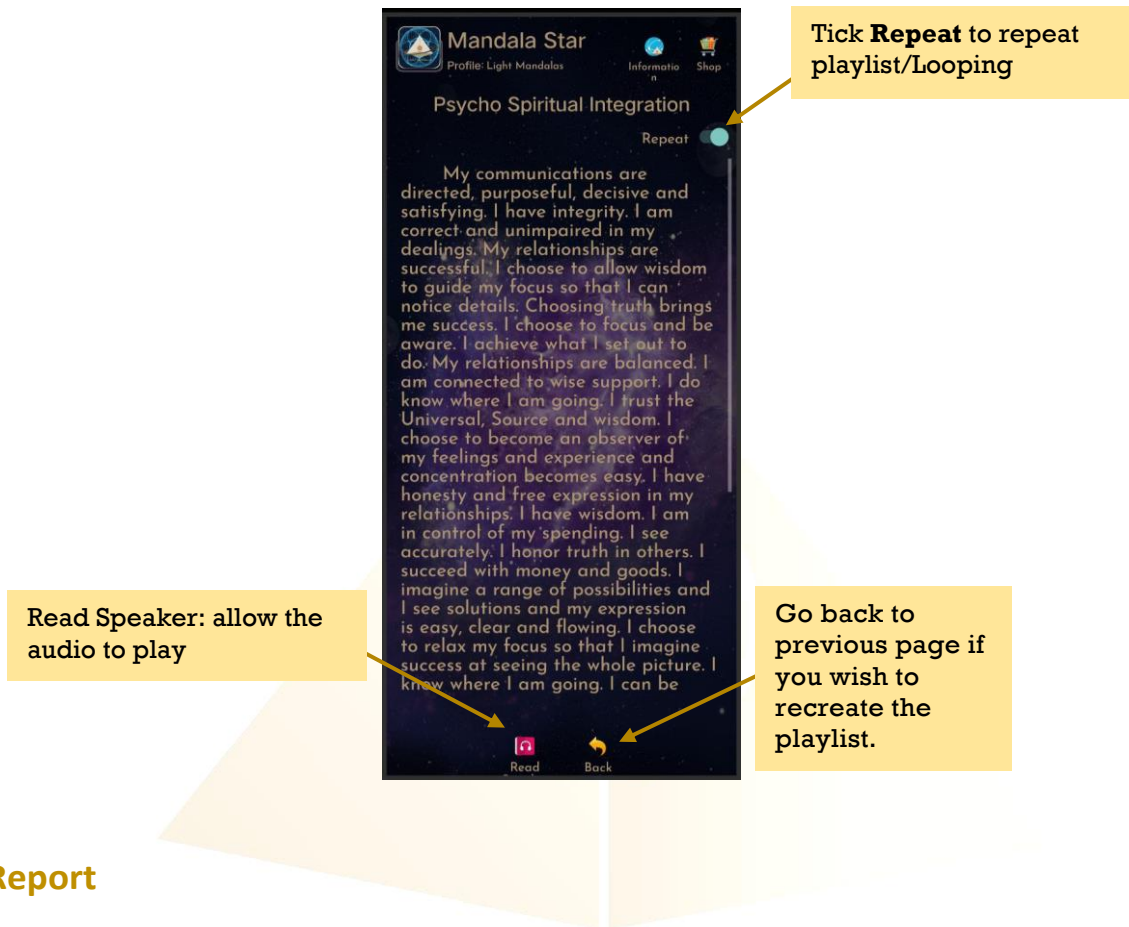 Mandala Star
Profile: Light Mandalas
Informatio
n
Shop
Psycho Spiritual Integration
Repeat
My communications are
directed, purposeful, decisive and
satisfying. I have integrity. I am
correct and unimpaired in my
dealings. My relationships are
successful. I choose to allow wisdom
to guide my focus so that I can
notice details. Choosing truth brings
me success. I choose to focus and be
aware. I achieve what I set out to
do. My relationships are balanced. I
am connected to wise support. I do
know where I am going. I trust the
Universal, Source and wisdom. I
choose to become an observer of
my feelings and experience and
concentration becomes easy. I have
honesty and free expression in my
relationships. I have wisdom. I am
in control of my spending. I see
accurately. I honor truth in others. I
succeed with money and goods. I
imagine a range of possibilities and
I see solutions and my expression
is easy, clear and flowing. I choose
to relax my focus so that I imagine
success at seeing the whole picture. I
know where I am going. I can be
Read
Back
Tick Repeat to repeat
playlist/Looping
Read Speaker: allow the
audio to play
Go back to
previous page if
you wish to
recreate the
playlist.
Report